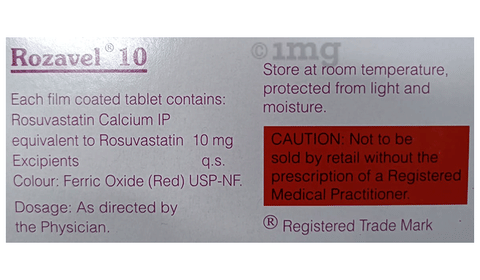 Rozavel® 10
Each film coated tablet contains:
Rosuvastatin Calcium IP
equivalent to Rosuvastatin 10 mg
Excipients q.s.
Colour: Ferric Oxide (Red) USP-NF.
Dosage: As directed by
the Physician.
©1mg
Store at room temperature,
protected from light and
moisture.
CAUTION: Not to be
sold by retail without the
prescription of a Registered
Medical Practitioner.
® Registered Trade Mark